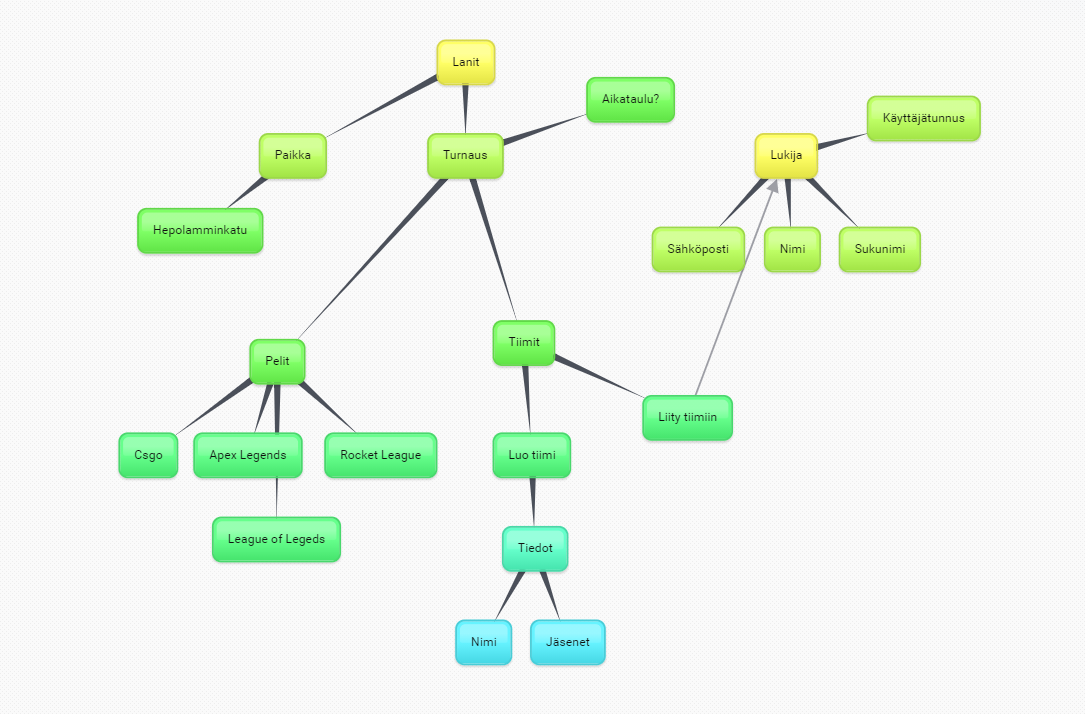 Lanit
Aikataulu?
Käyttäjätunnus
Paikka
Turnaus
Lukija
Hepolamminkatu
Sähköposti
Nimi
Sukunimi
Tiimit
Pelit
Liity tiimiin
Csgo
Apex Legends
Rocket League
Luo tiimi
League of Legeds
Tiedot
Nimi
Jäsenet